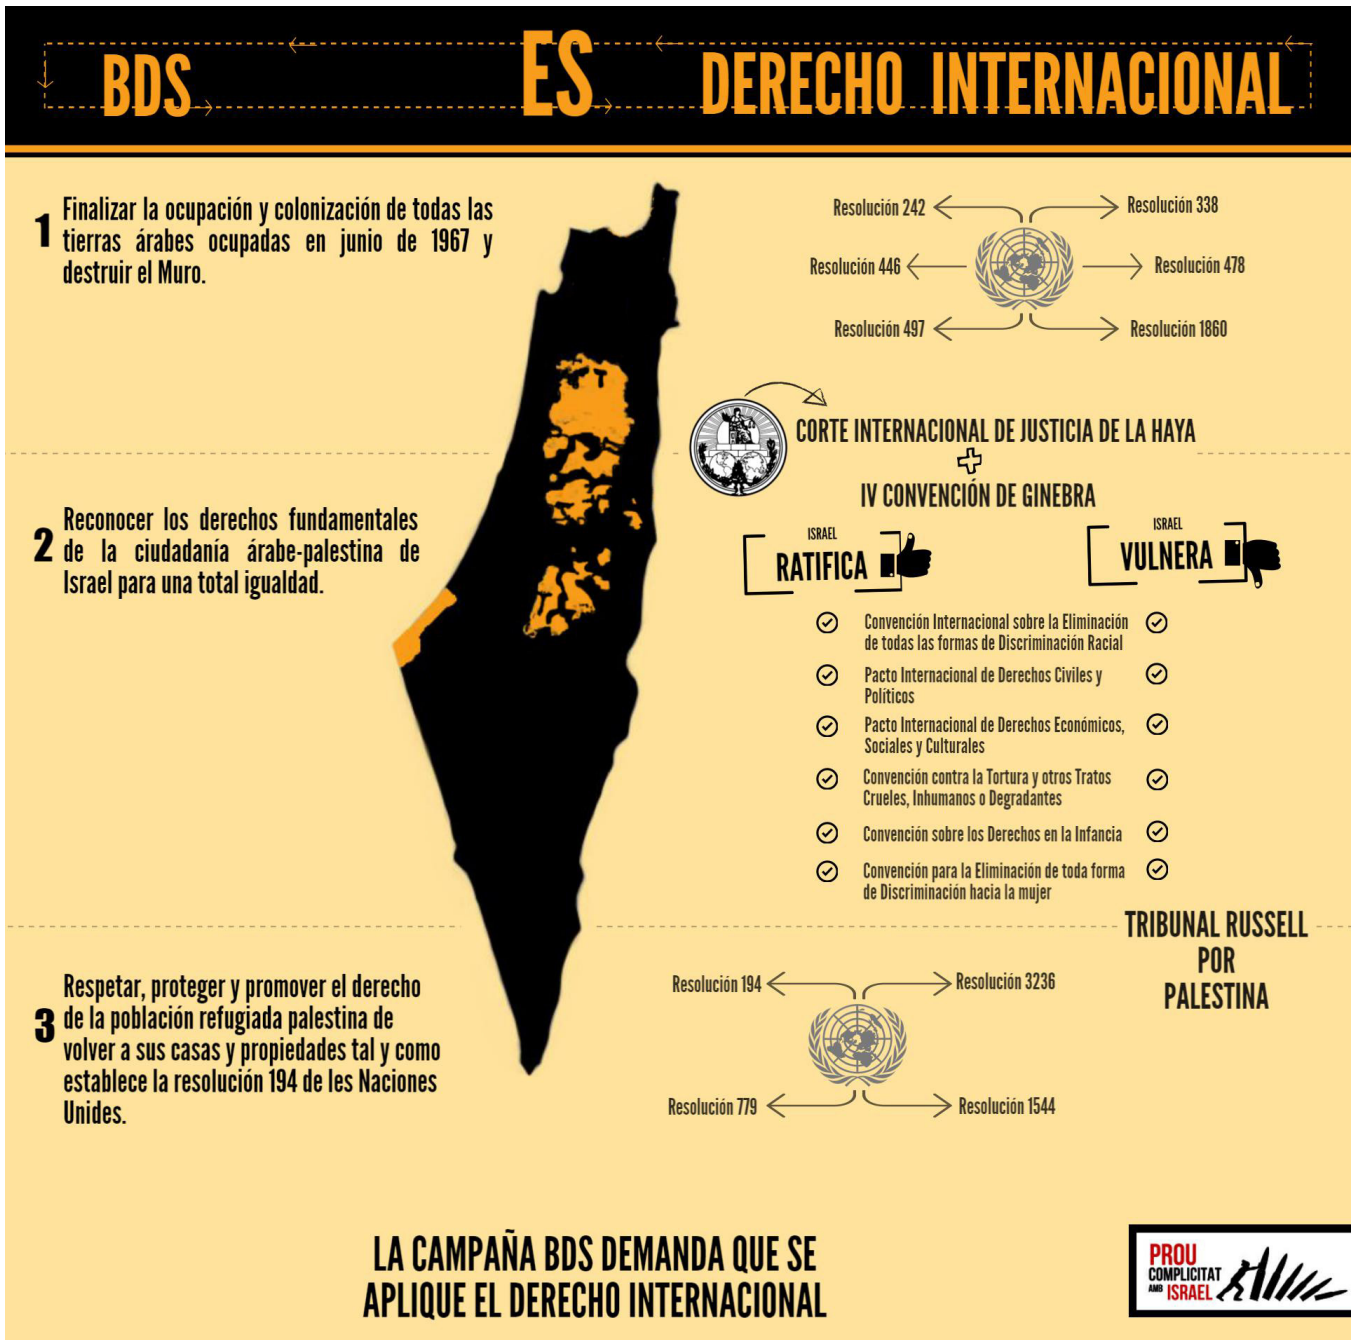 BDS ES DERECHO INTERNACIONAL
1
Finalizar la ocupación y colonización de todas las
tierras árabes ocupadas en junio de 1967 y
destruir el Muro.
Resolución 242
Resolución 338
Resolución 446
Resolución 478
Resolución 497
Resolución 1860
CORTE INTERNACIONAL DE JUSTICIA DE LA HAYA
+
IV CONVENCIÓN DE GINEBRA
2
Reconocer los derechos fundamentales
de la ciudadanía árabe-palestina de
Israel para una total igualdad.
ISRAEL
RATIFICA
ISRAEL
VULNERA
Convención Internacional sobre la Eliminación
de todas las formas de Discriminación Racial
Pacto Internacional de Derechos Civiles y
Políticos
Pacto Internacional de Derechos Económicos,
Sociales y Culturales
Convención contra la Tortura y otros Tratos
Crueles, Inhumanos o Degradantes
Convención sobre los Derechos en la Infancia
Convención para la Eliminación de toda forma
de Discriminación hacia la mujer
TRIBUNAL RUSSELL
POR
PALESTINA
3
Respetar, proteger y promover el derecho
de la población refugiada palestina de
volver a sus casas y propiedades tal y como
establece la resolución 194 de les Naciones
Unides.
Resolución 194
Resolución 3236
Resolución 779
Resolución 1544
LA CAMPAÑA BDS DEMANDA QUE SE
APLIQUE EL DERECHO INTERNACIONAL
PROU
COMPLICITAT
AMB ISRAEL